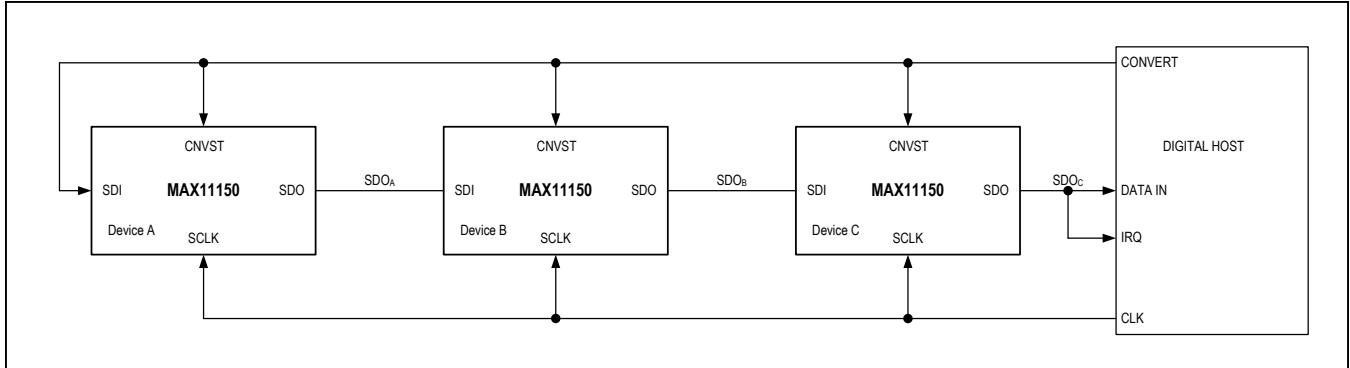 CONVERT
CNVST
CNVST
CNVST
DIGITAL HOST
SDI MAX11150 SDO
SDOA
SDI MAX11150 SDO
SDOB
SDI MAX11150 SDO
SDOC
DATA IN
Device A
Device B
Device C
SCLK
SCLK
SCLK
IRQ
CLK